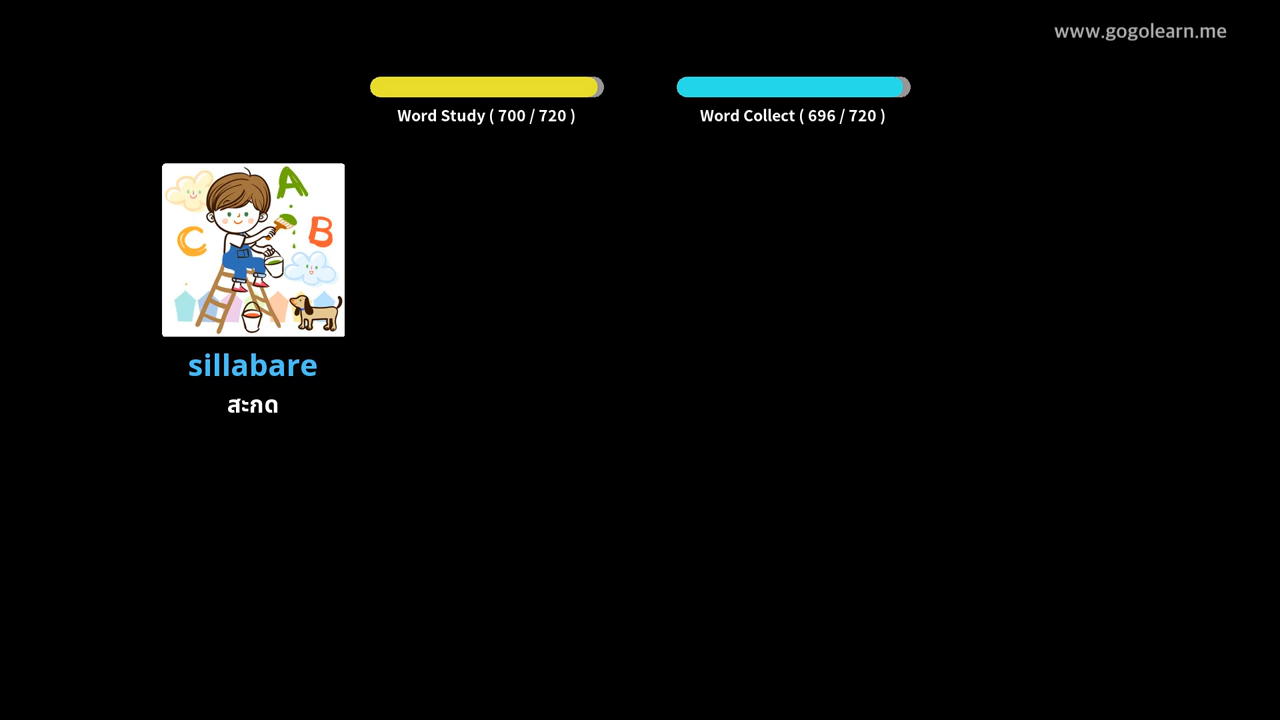 www.gogolearn.me
Word Study ( 700 / 720 )
Word Collect ( 696 / 720 )
A
B
C
sillabare
สะกด